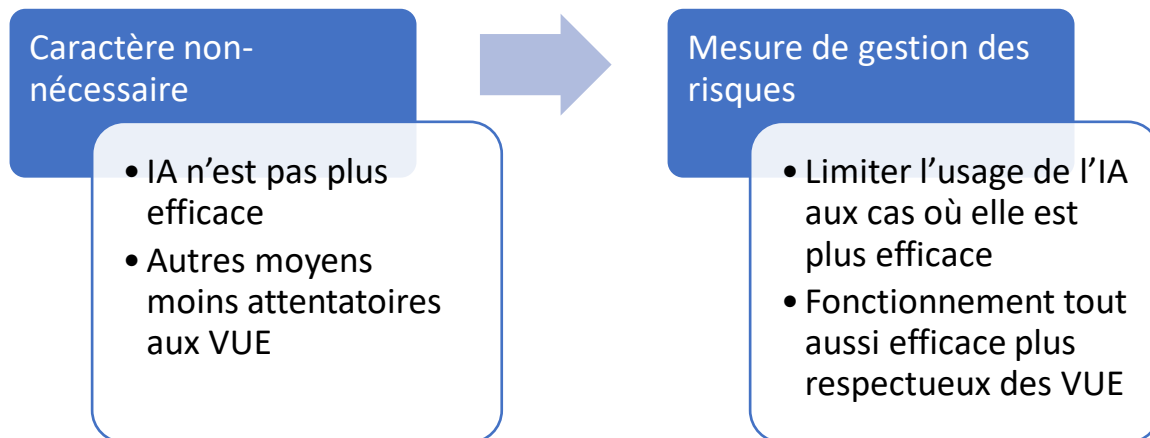 Caractère non-
nécessaire
• IA n’est pas plus
efficace
• Autres moyens
moins attentatoires
aux VUE
Mesure de gestion des
risques
• Limiter l’usage de l’IA
aux cas où elle est
plus efficace
• Fonctionnement tout
aussi efficace plus
respectueux des VUE